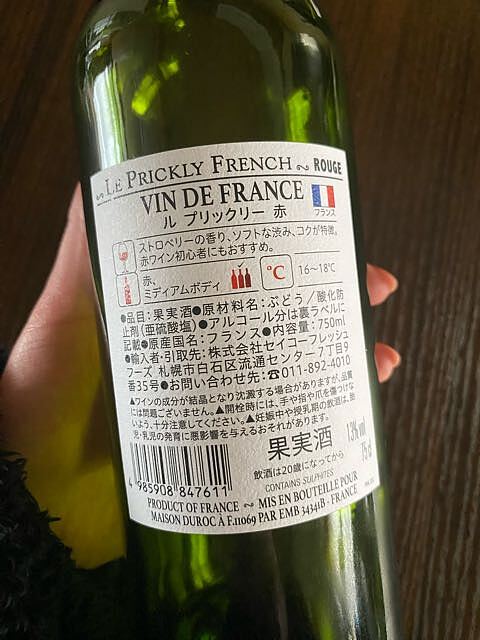 LE PRICKLY FRENCH ROUGE
VIN DE FRANCE
ル プリックリー 赤 フランス
ストロベリーの香り、ソフトな渋み、コクが特徴。
赤ワイン初心者にもおすすめ。
赤、
ミディアムボディ
℃ 16～18℃
●品目：果実酒●原材料名：ぶどう／酸化防
止剤（亜硫酸塩）●アルコール分は裏ラベルに
記載●原産国名：フランス●内容量：750ml
●輸入者・引取先：株式会社セイコーフレッシュ
フーズ 札幌市白石区流通センター7丁目9
番35号●お問い合わせ先：☎011-892-4010
▲ワインの成分が結晶となり沈澱する場合がありますが、品質
には問題ございません。▲開栓時には、手や指や爪を傷つけな
いよう、十分注意してください。▲妊娠中や授乳期の飲酒は、胎
児・乳児の発育に悪影響を与えるおそれがあります。
果実酒
飲酒は20歳になってから
CONTAINS SULPHITES
13% vol.
75 cl
4 985908 847611
PRODUCT OF FRANCE ~ MIS EN BOUTEILLE POUR
MAISON DUROC À F.11069 PAR EMB 34341B - FRANCE